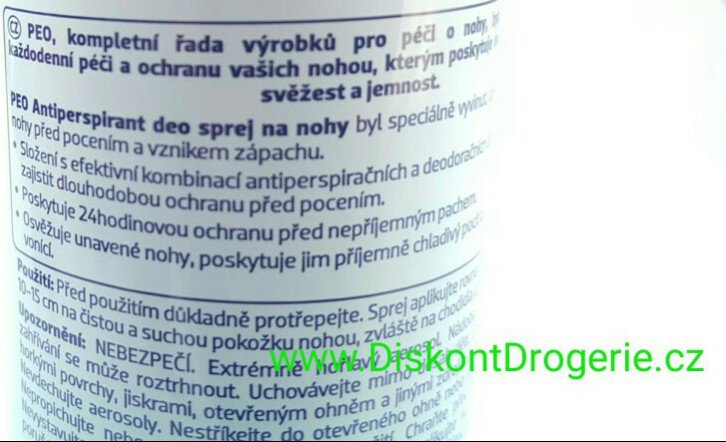 CZ PEO, kompletní řada výrobků pro péči o nohy,
každodenní péči a ochranu vašich nohou, kterým poskytuje
svěžest a jemnost.
PEO Antiperspirant deo sprej na nohy byl speciálně vyvinut,
nohy před pocením a vznikem zápachu.
• Složení s efektivní kombinací antiperspiračních a deodoračních
zajistit dlouhodobou ochranu před pocením.
• Poskytuje 24hodinovou ochranu před nepříjemným pachem.
• Osvěžuje unavené nohy, poskytuje jim příjemně chladivý pocit a
vonící.
Použití: Před použitím důkladně protřepejte. Sprej aplikujte
10-15 cm na čistou a suchou pokožku nohou, zvláště na chodidla
Upozornění: NEBEZPEČÍ. Extrémně hořlavý aerosol.
www.DiskontDrogerie.cz
zahřívání se může roztrhnout. Uchovávejte mimo
horkými povrchy, jiskrami, otevřeným ohněm a jinými
Nevdechujte aerosoly. Nestříkejte do otevřeného ohně nebo
Nepropichujte nebo Chraňte
Nevystavujte